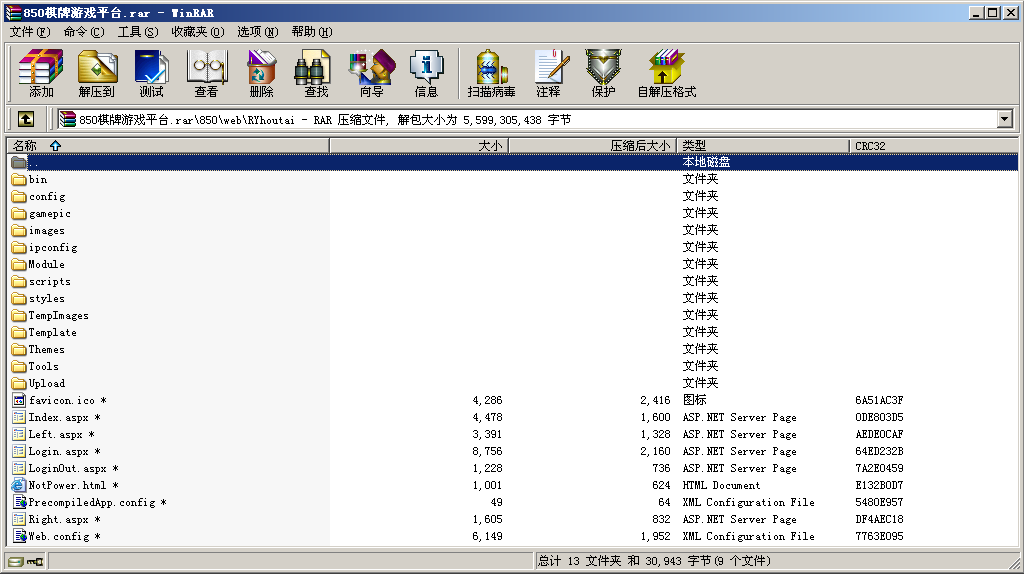 850棋牌游戏平台.rar - WinRAR
文件(F) 命令(C) 工具(S) 收藏夹(O) 选项(N) 帮助(H)
添加 解压到 测试 查看 删除 查找 向导 信息 扫描病毒 注释 保护 自解压格式
850棋牌游戏平台.rar\850\web\RYhoutai - RAR 压缩文件, 解包大小为 5,599,305,438 字节
名称 大小 压缩后大小 类型 CRC32
.. 本地磁盘
bin 文件夹
config 文件夹
gamepic 文件夹
images 文件夹
ipconfig 文件夹
Module 文件夹
scripts 文件夹
styles 文件夹
TempImages 文件夹
Template 文件夹
Themes 文件夹
Tools 文件夹
Upload 文件夹
favicon.ico * 4,286 2,416 图标 6A51AC3F
Index.aspx * 4,478 1,600 ASP.NET Server Page 0DE803D5
Left.aspx * 3,391 1,328 ASP.NET Server Page AEDE0CAF
Login.aspx * 8,756 2,160 ASP.NET Server Page 64ED232B
LoginOut.aspx * 1,228 736 ASP.NET Server Page 7A2E0459
NotPower.html * 1,001 624 HTML Document E132B0D7
PrecompiledApp.config * 49 64 XML Configuration File 5480E957
Right.aspx * 1,605 832 ASP.NET Server Page DF4AEC18
Web.config * 6,149 1,952 XML Configuration File 7763E095
总计 13 文件夹 和 30,943 字节(9 个文件)